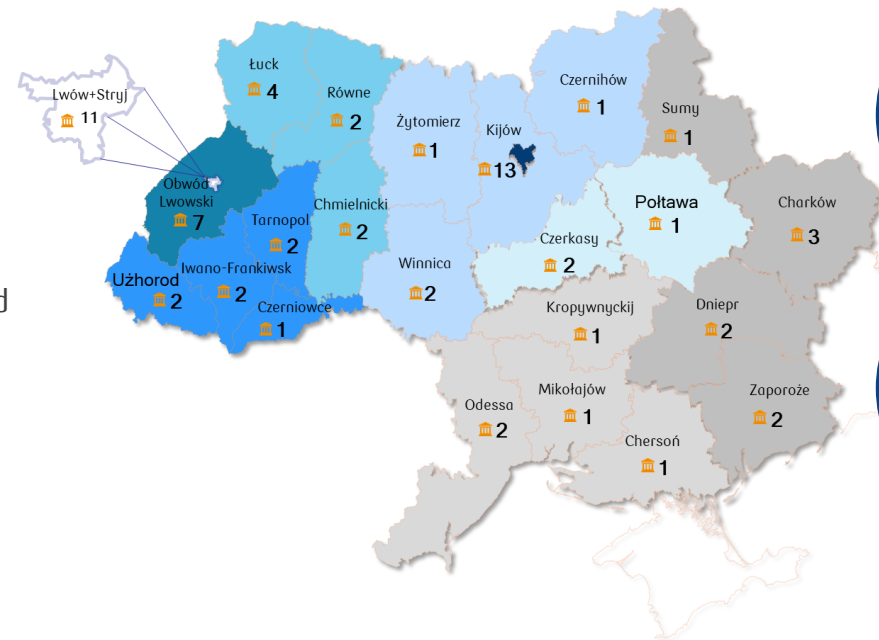 Łuck
4
Lwów+Stryj
11
Równe
2
Czernihów
1
Sumy
1
Żytomierz
1
Kijów
13
Obwód
Lwowski
7
Tarnopol
2
Chmielnicki
2
Połtawa
1
Charków
3
Czerkasy
2
Użhorod
2
Iwano-Frankiwsk
2
Winnica
2
Czerniowce
1
Kropywnyckij
1
Dniepr
2
Odessa
2
Mikołajów
1
Zaporoże
2
Chersoń
1
d